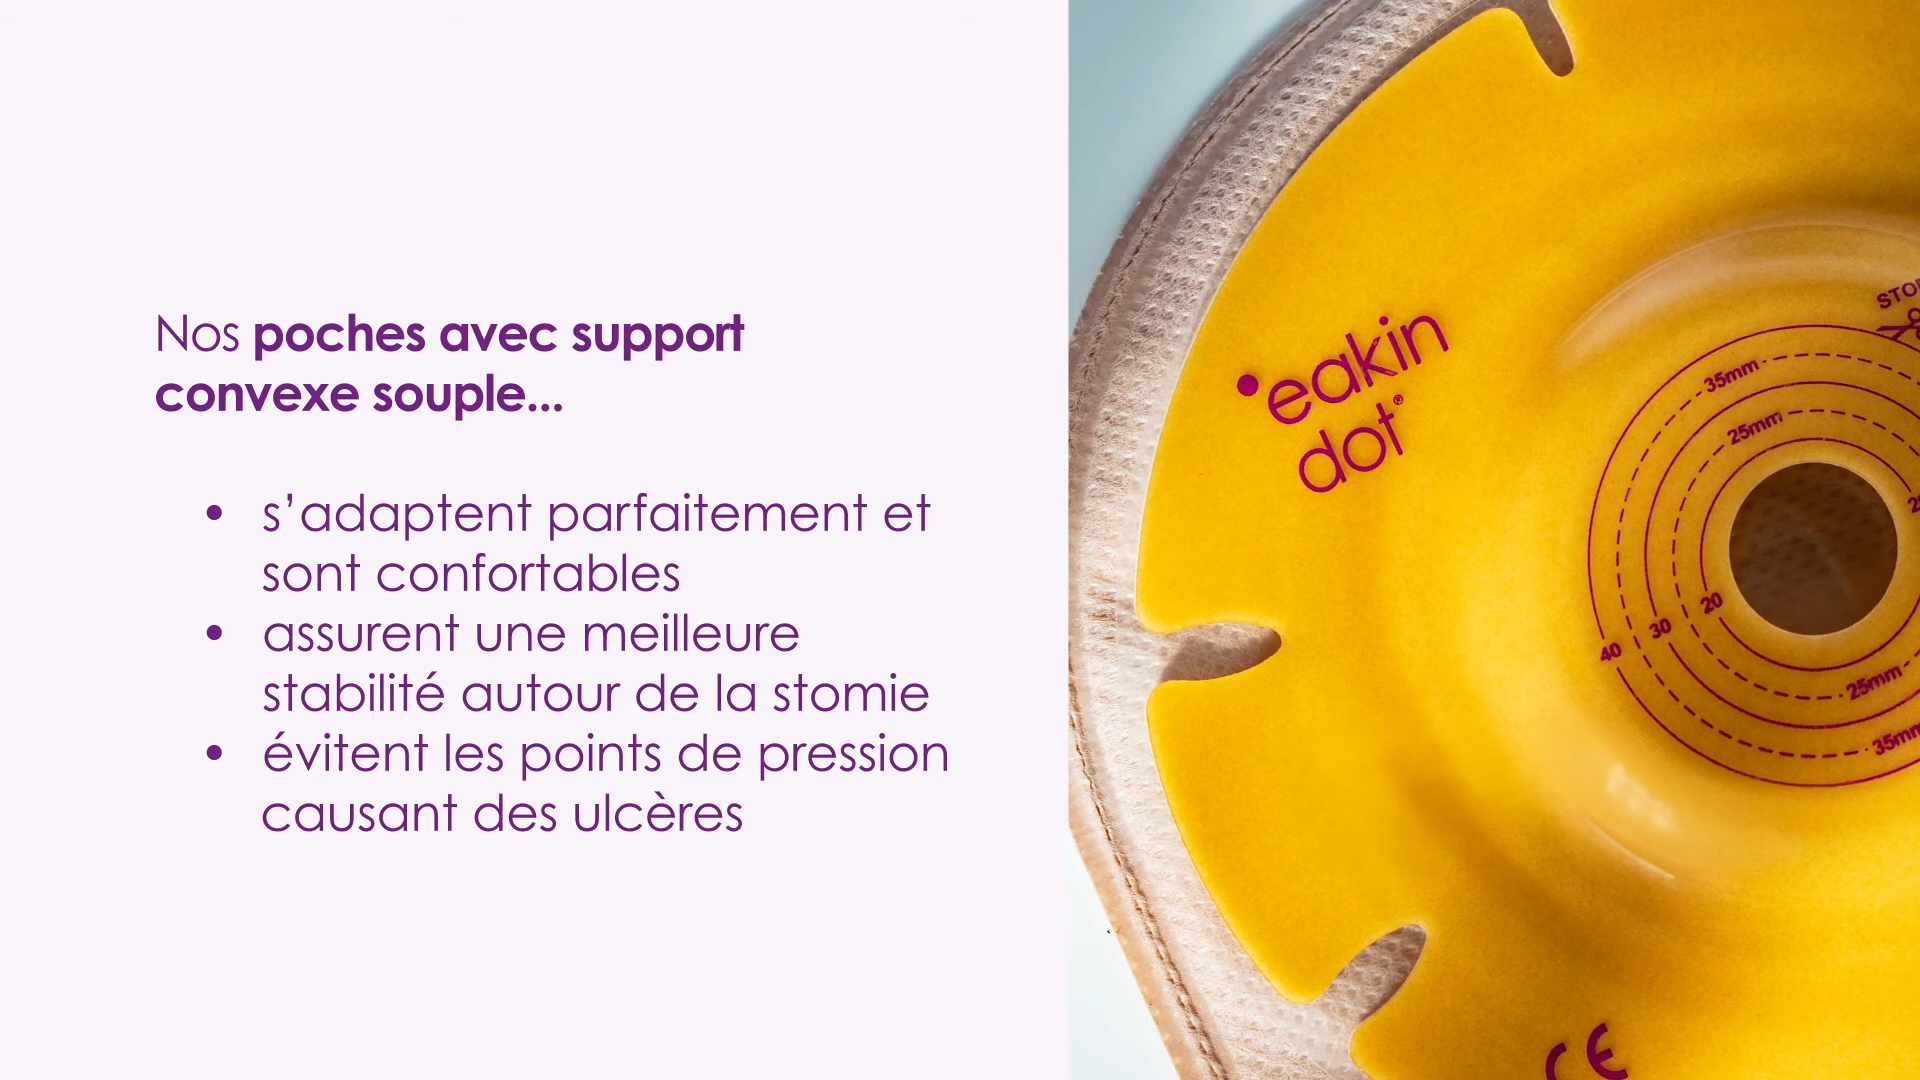 Nos poches avec support
convexe souple...
• s’adaptent parfaitement et
sont confortables
• assurent une meilleure
stabilité autour de la stomie
• évitent les points de pression
causant des ulcères
eakin
dot®
35mm
25mm
20
30
40
25mm
35mm
CE